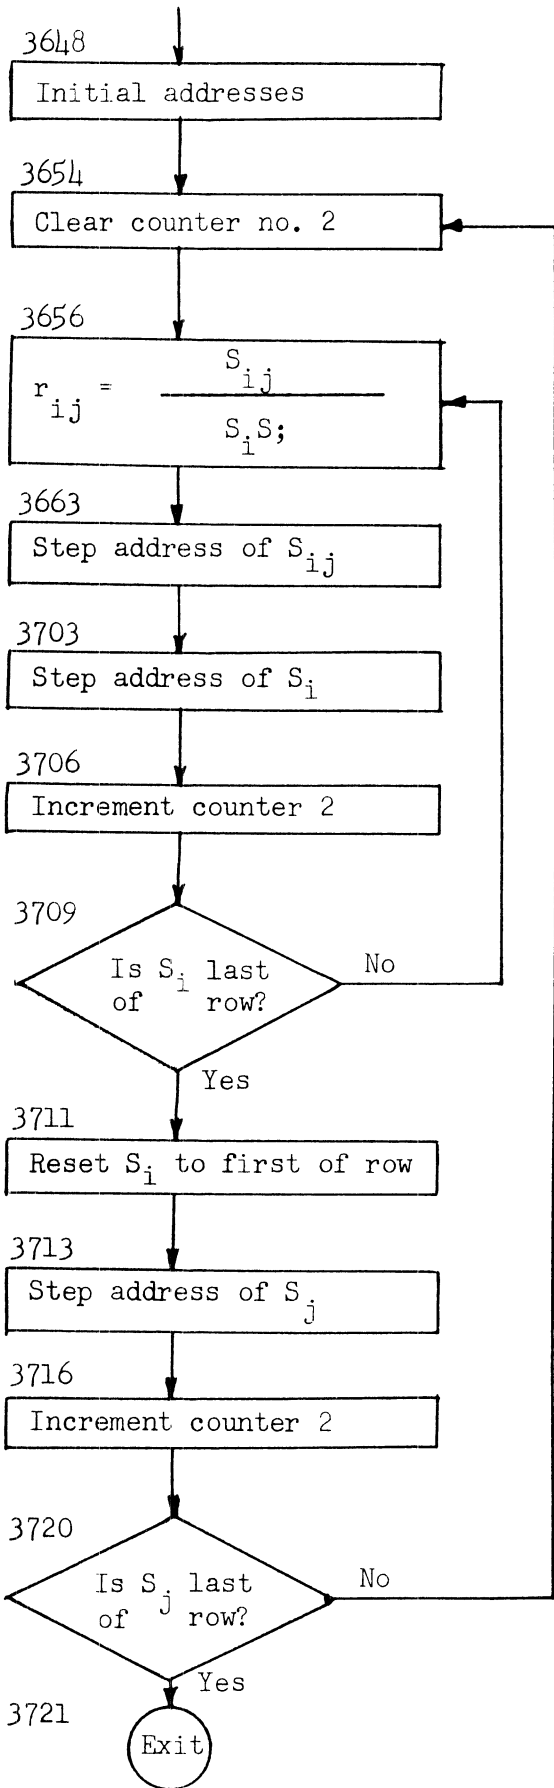 3648
Initial addresses
3654
Clear counter no. 2
3656
r_ij = S_ij
S_iS;
3663
Step address of S_ij
3703
Step address of S_i
3706
Increment counter 2
3709
Is S_i last
of row?
No
Yes
3711
Reset S_i to first of row
3713
Step address of S_j
3716
Increment counter 2
3720
Is S_j last
of row?
No
Yes
3721
Exit